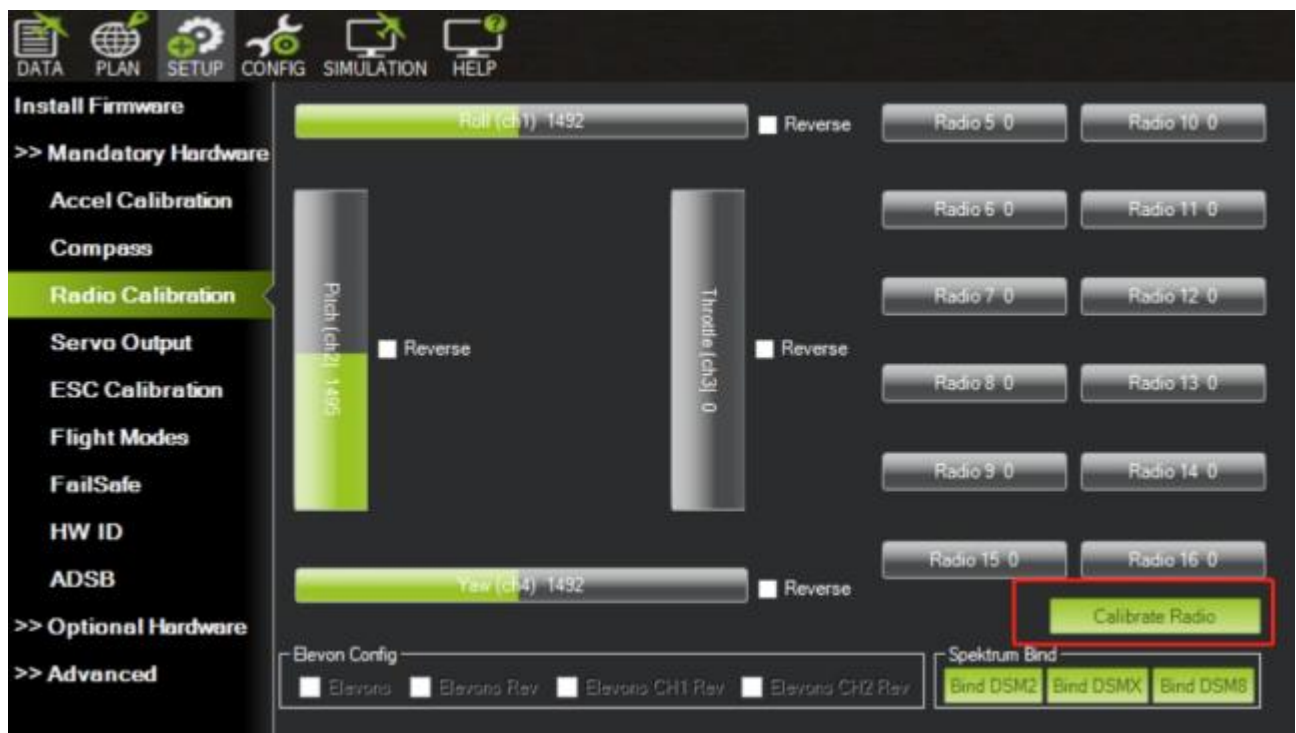 DATA PLAN SETUP CONFIG SIMULATION HELP
Install Firmware
>> Mandatory Hardware
Accel Calibration
Compass
Radio Calibration
Servo Output
ESC Calibration
Flight Modes
FailSafe
HW ID
ADSB
>> Optional Hardware
>> Advanced
Roll (ch1) 1492
Reverse
Pitch (ch2) 1495
Reverse
Throttle (ch3) 0
Reverse
Yaw (ch4) 1492
Reverse
Radio 5 0
Radio 10 0
Radio 6 0
Radio 11 0
Radio 7 0
Radio 12 0
Radio 8 0
Radio 13 0
Radio 9 0
Radio 14 0
Radio 15 0
Radio 16 0
Calibrate Radio
Elevon Config
Elevons
Elevons Rev
Elevons CH1 Rev
Elevons CH2 Rev
Spektrum Bind
Bind DSM2
Bind DSMX
Bind DSM8